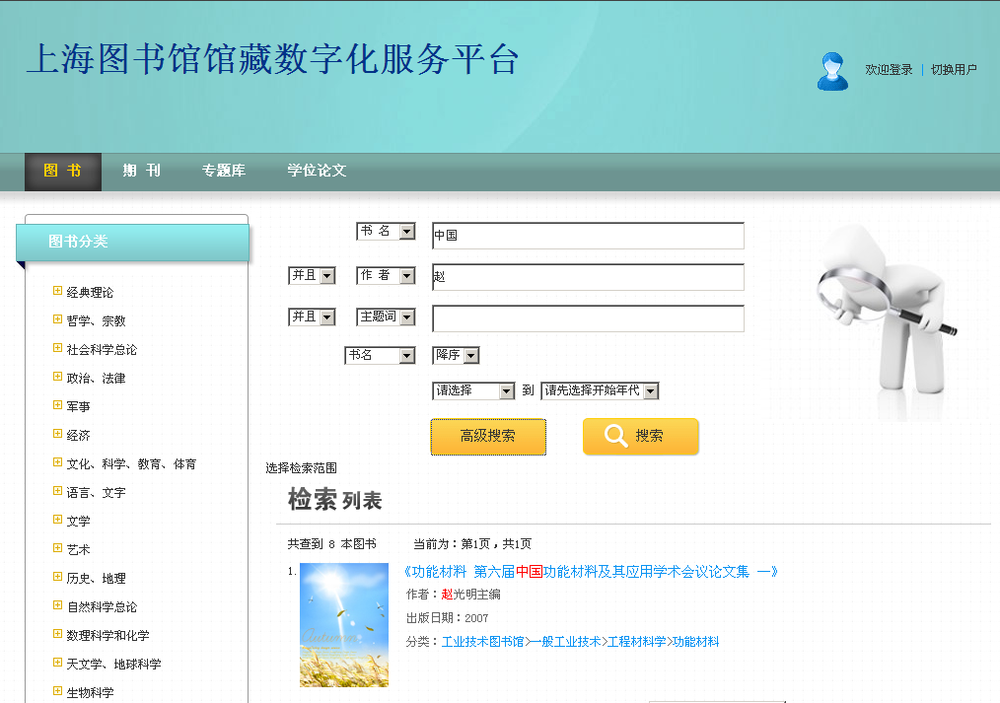 上海图书馆馆藏数字化服务平台
欢迎登录 | 切换用户
图 书 期 刊 专题库 学位论文
图书分类
经典理论
哲学、宗教
社会科学总论
政治、法律
军事
经济
文化、科学、教育、体育
语言、文字
文学
艺术
历史、地理
自然科学总论
数理科学和化学
天文学、地球科学
生物科学
书 名 中国
并且 作 者 赵
并且 主题词
书名 降序
请选择 到 请先选择开始年代
高级搜索 搜索
选择检索范围
检索列表
共查到 8 本图书 当前为：第1页，共1页
1. 《功能材料 第六届中国功能材料及其应用学术会议论文集 一》
作者：赵光明主编
出版日期：2007
分类：工业技术图书馆>一般工业技术>工程材料学>功能材料
Autumn